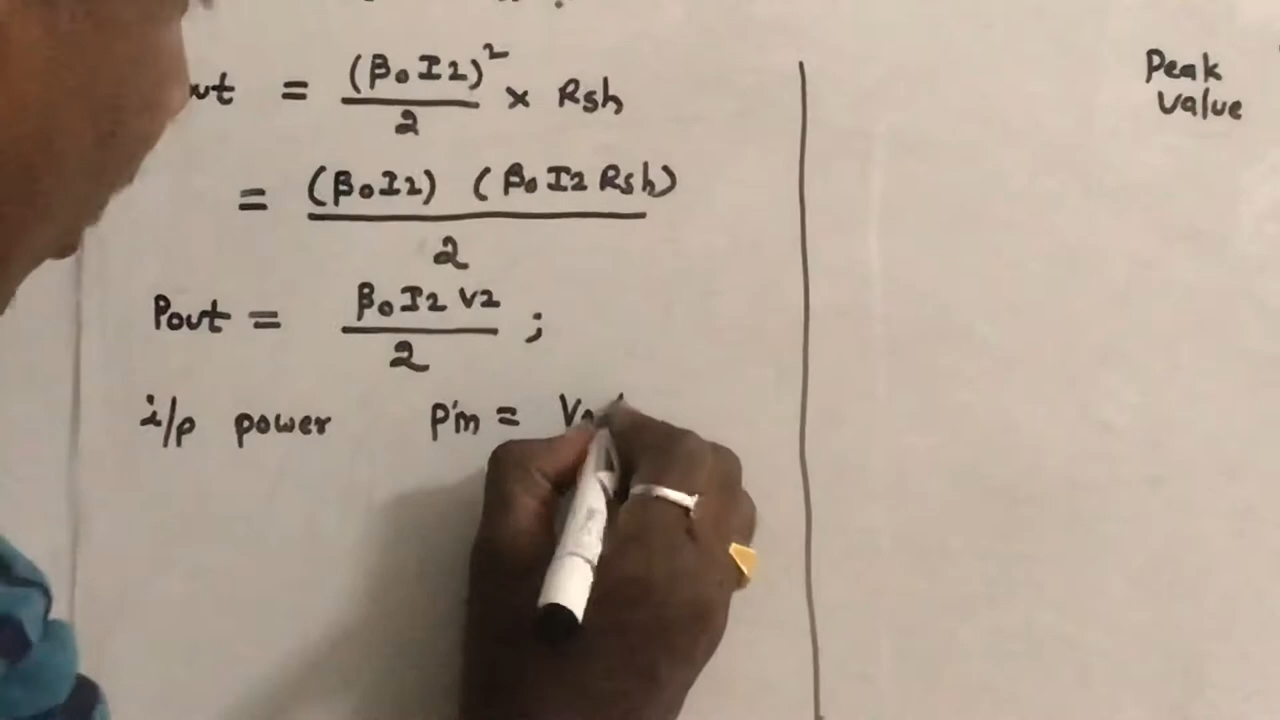 ut = (β₀I2)² / 2 × Rsh
= (β₀I2) (β₀I2 Rsh) / 2
Pout = β₀I2 V2 / 2 ;
i/p power Pin =
Peak
value